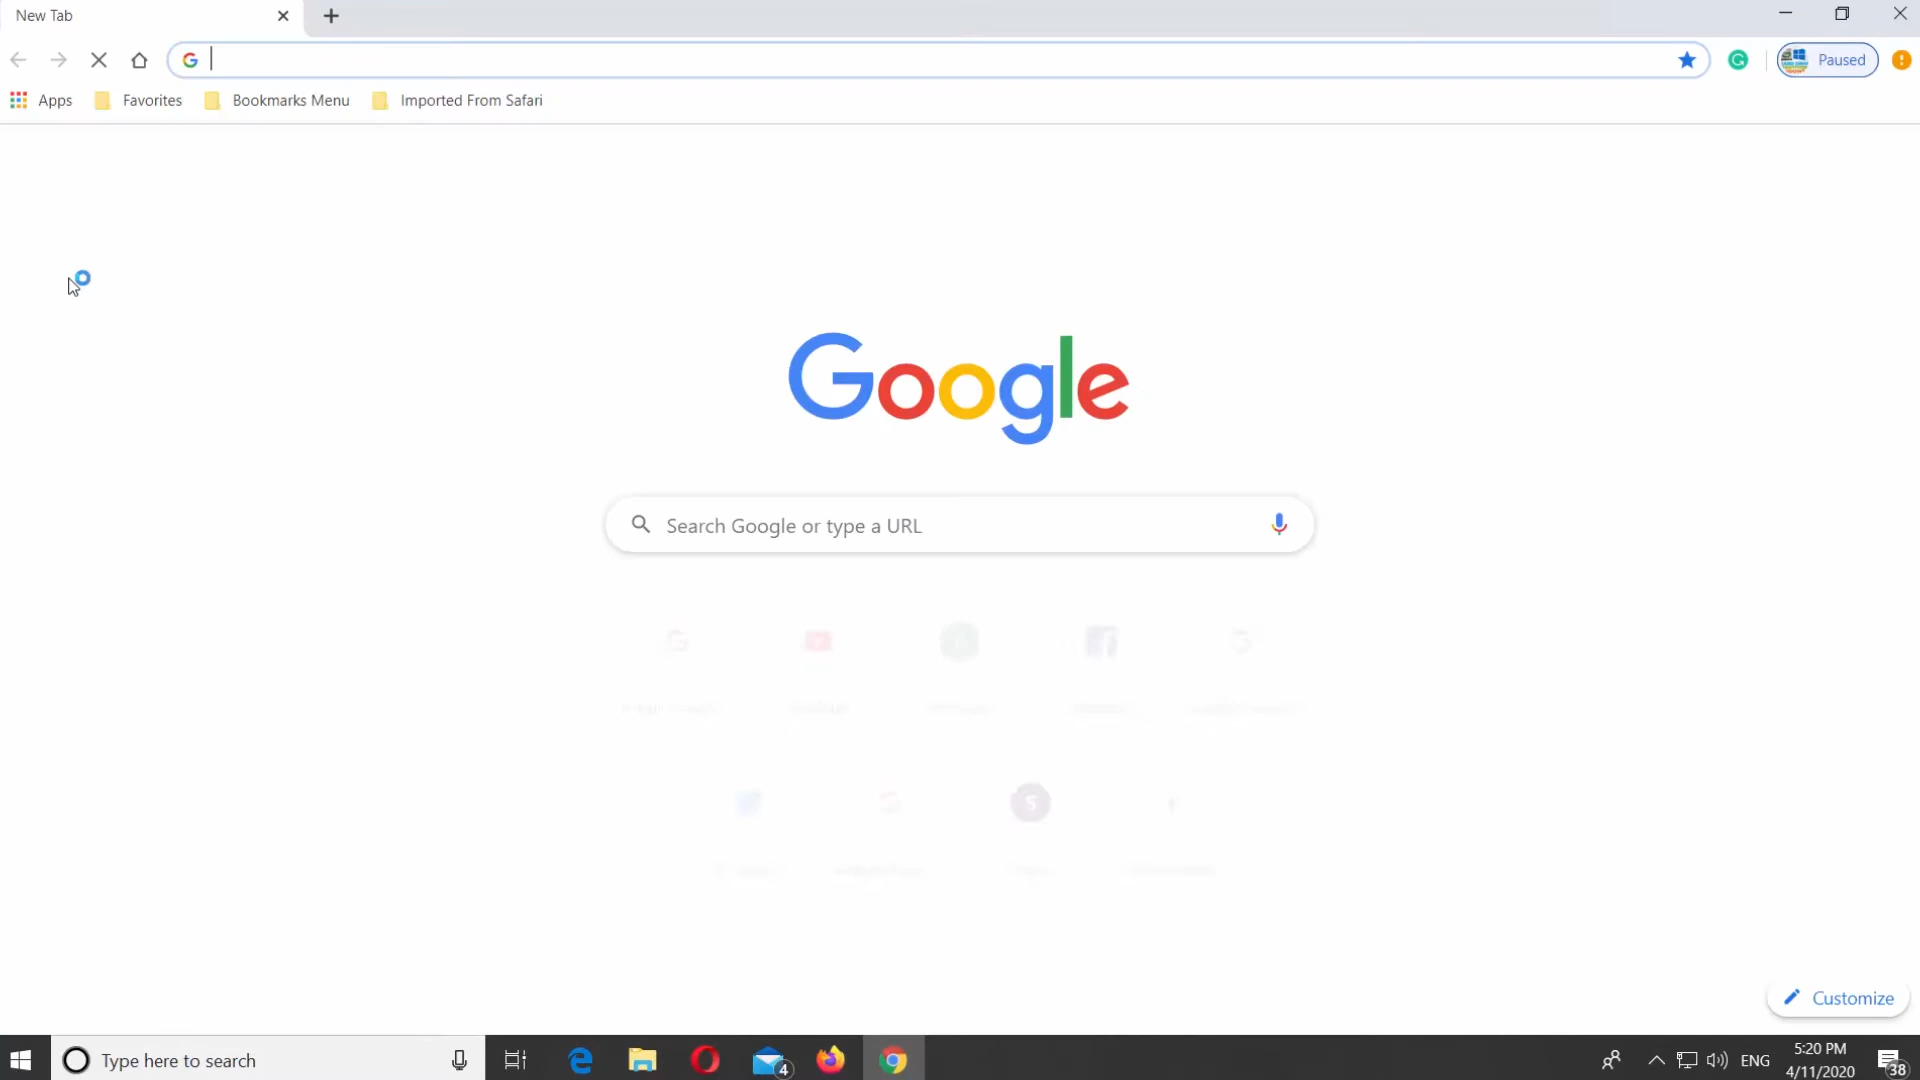 New Tab
Paused
Apps Favorites Bookmarks Menu Imported From Safari
Google
Search Google or type a URL
S
Customize
Type here to search
4
ENG
5:20 PM
4/11/2020
38